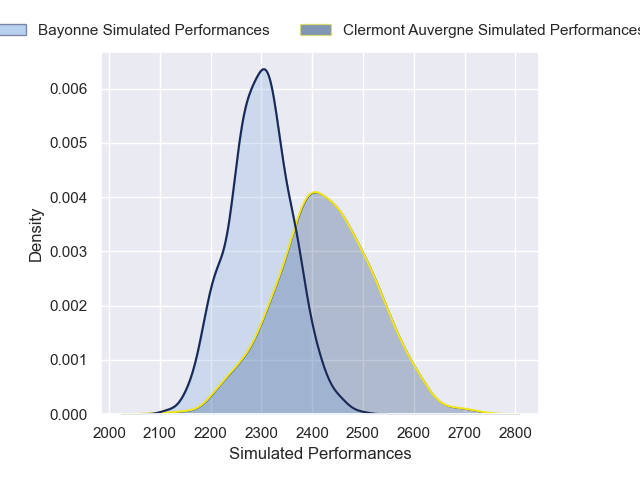 Bayonne Simulated Performances
Clermont Auvergne Simulated Performances
0.006
0.005
0.004
0.003
0.002
0.001
0.000
Density
2000 2100 2200 2300 2400 2500 2600 2700 2800
Simulated Performances